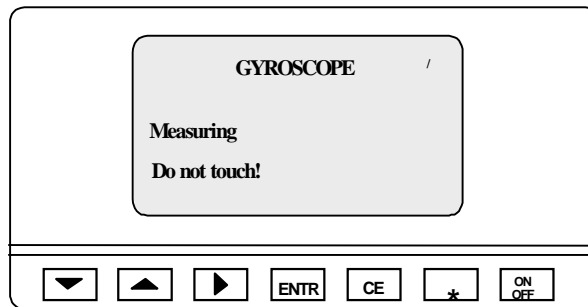 GYROSCOPE /
Measuring
Do not touch!
ENTR CE * ON
OFF